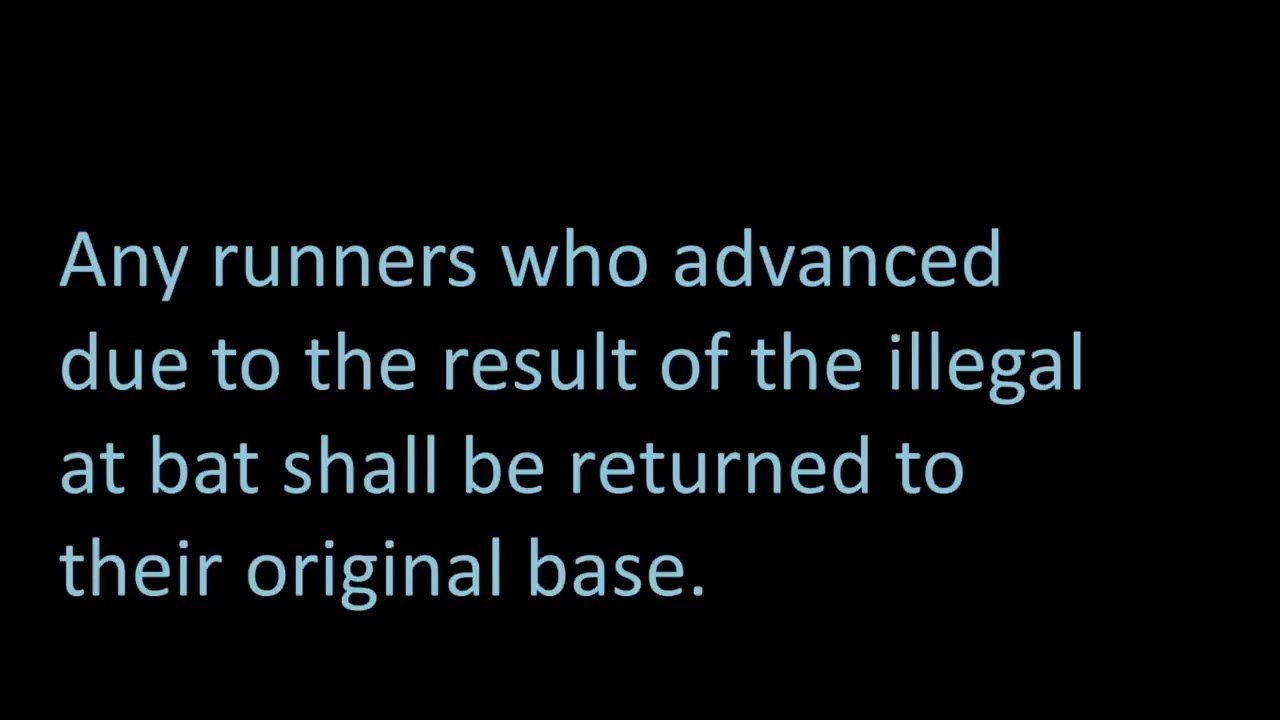 Any runners who advanced
due to the result of the illegal
at bat shall be returned to
their original base.